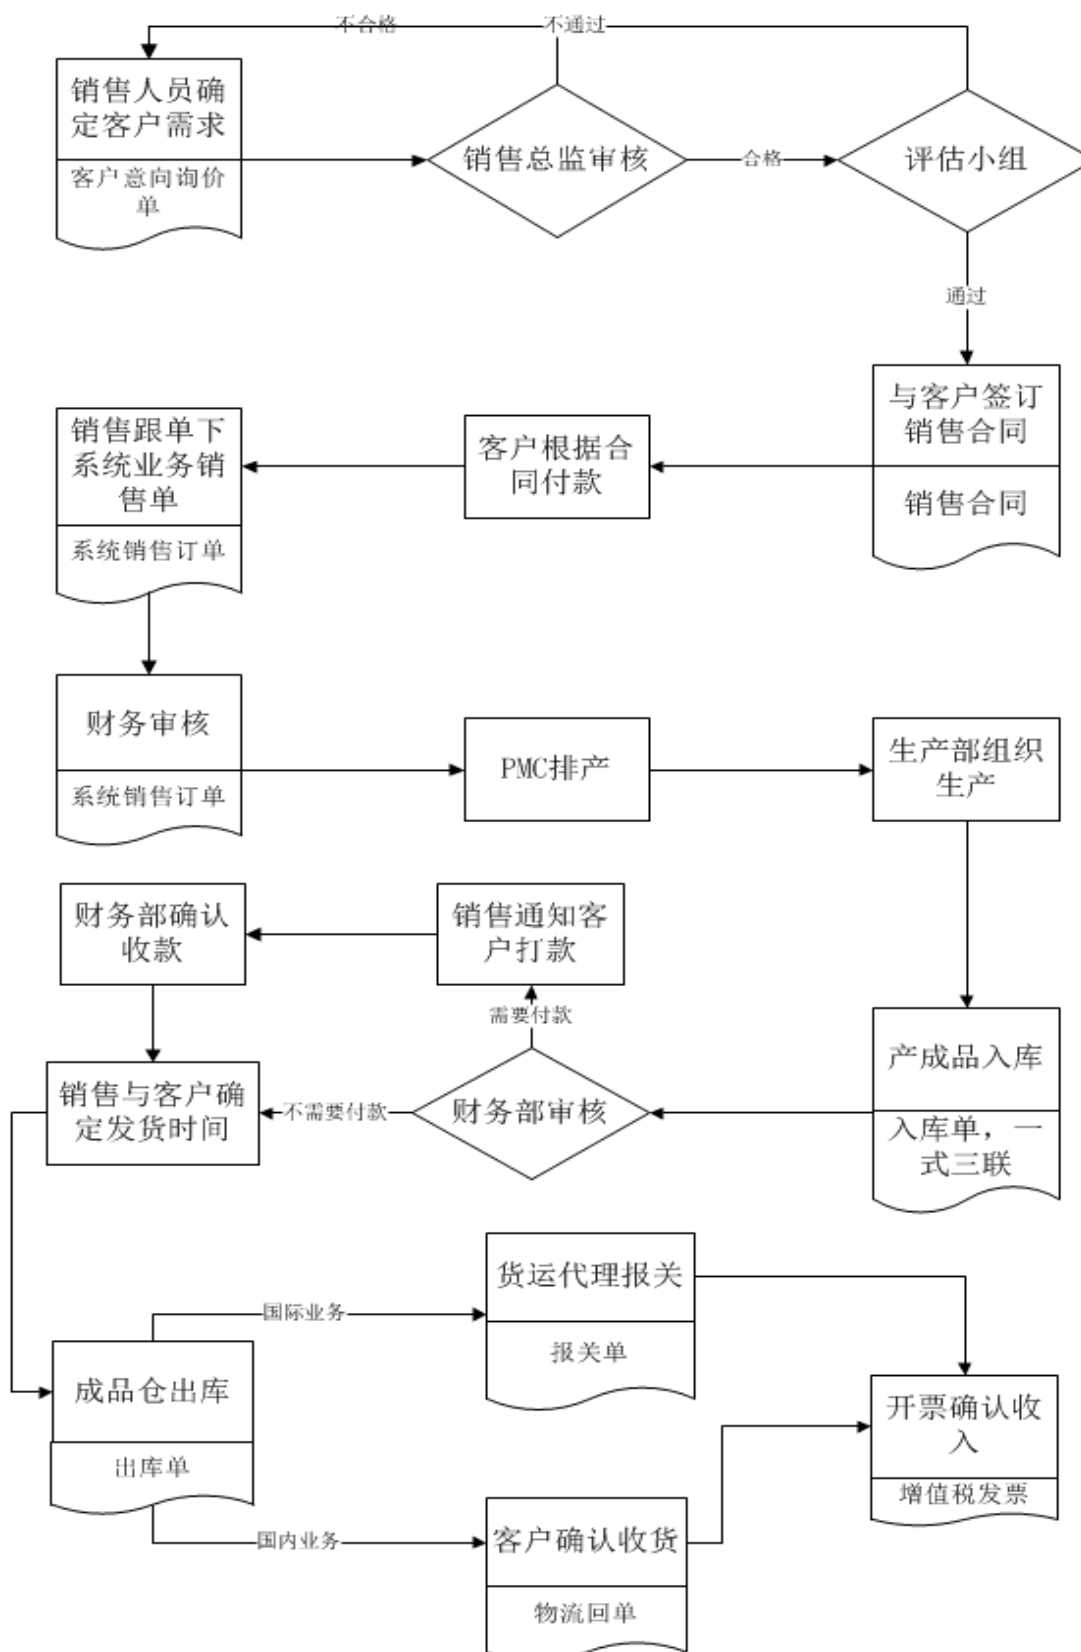 不合格
不通过
销售人员确
定客户需求
客户意向询价
单
销售总监审核
合格
评估小组
通过
与客户签订
销售合同
销售合同
客户根据合
同付款
销售跟单下
系统业务销
售单
系统销售订单
财务审核
系统销售订单
PMC排产
生产部组织
生产
财务部确认
收款
销售通知客
户打款
需要付款
产成品入库
入库单，一
式三联
财务部审核
不需要付款
销售与客户确
定发货时间
货运代理报关
报关单
国际业务
成品仓出库
出库单
开票确认收
入
增值税发票
国内业务
客户确认收货
物流回单